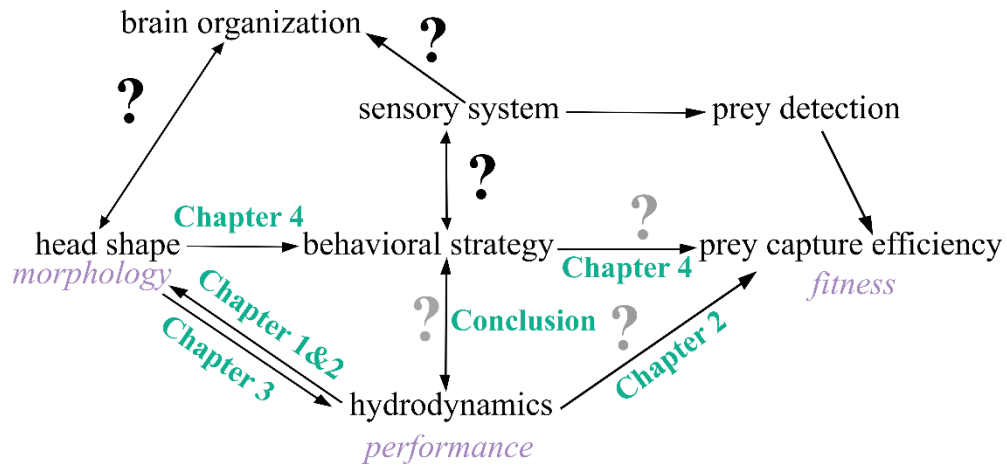 brain organization
?
?
sensory system
prey detection
?
Chapter 4
?
head shape
behavioral strategy
prey capture efficiency
morphology
Chapter 4
fitness
Chapter 1&2
Chapter 3
?
Conclusion
?
Chapter 2
hydrodynamics
performance